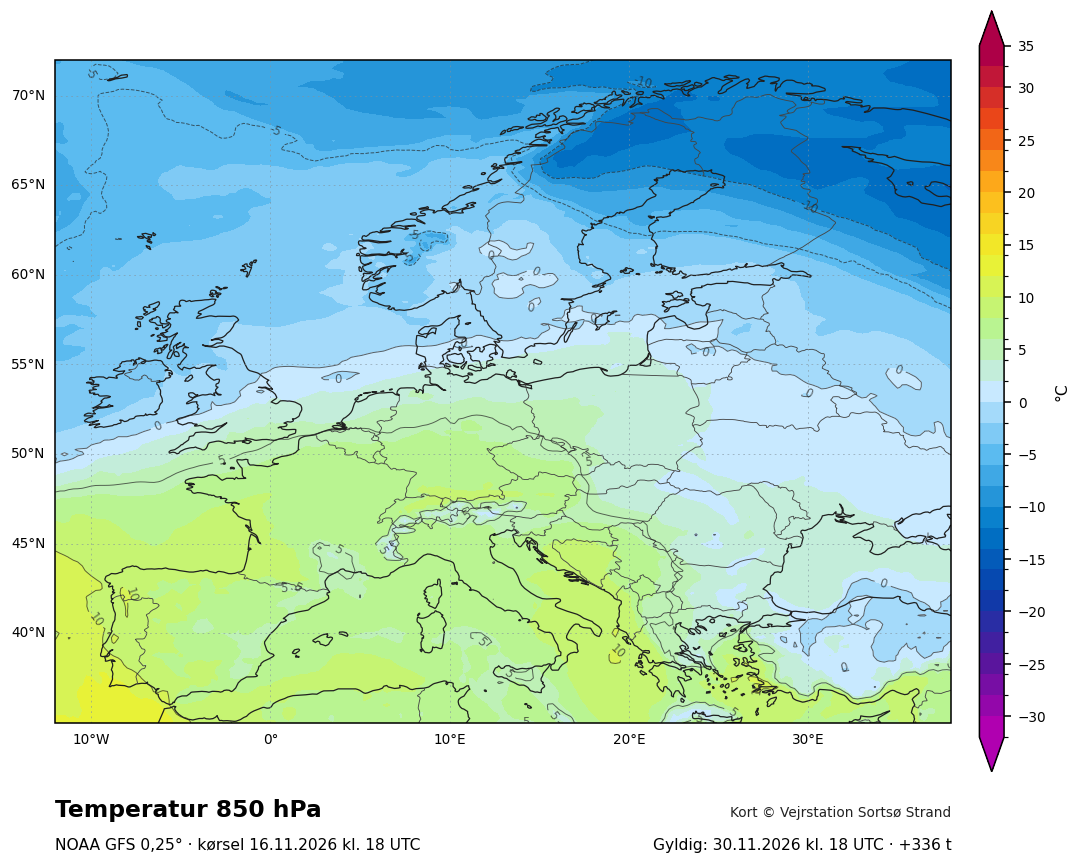 70°N
65°N
60°N
55°N
50°N
45°N
40°N
10°W
0°
10°E
20°E
30°E
35
30
25
20
15
10
5
0
−5
−10
−15
−20
−25
−30
°C
Temperatur 850 hPa
Kort © Vejrstation Sortsø Strand
NOAA GFS 0,25° · kørsel 16.11.2026 kl. 18 UTC
Gyldig: 30.11.2026 kl. 18 UTC · +336 t